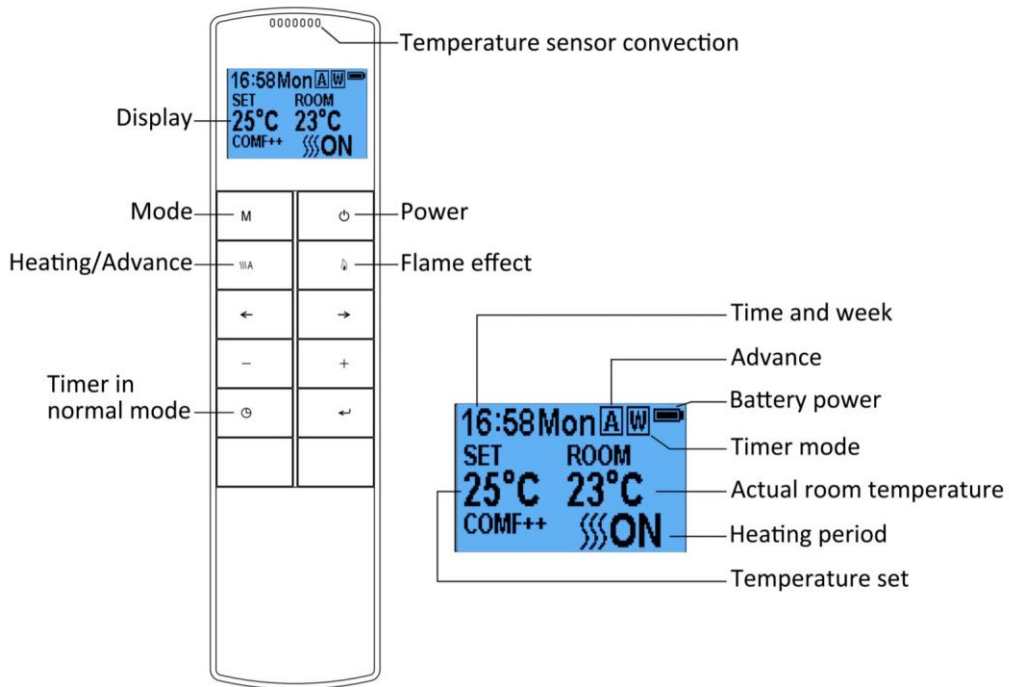 0000000
Temperature sensor convection
16:58Mon A W
SET ROOM
25°C 23°C
COMF++ ON
Display
Mode
M
Power
Heating/Advance
A
Flame effect
←
→
−
+
Timer in
normal mode
Time and week
Advance
Battery power
Timer mode
Actual room temperature
Heating period
Temperature set
16:58Mon A W
SET ROOM
25°C 23°C
COMF++ ON